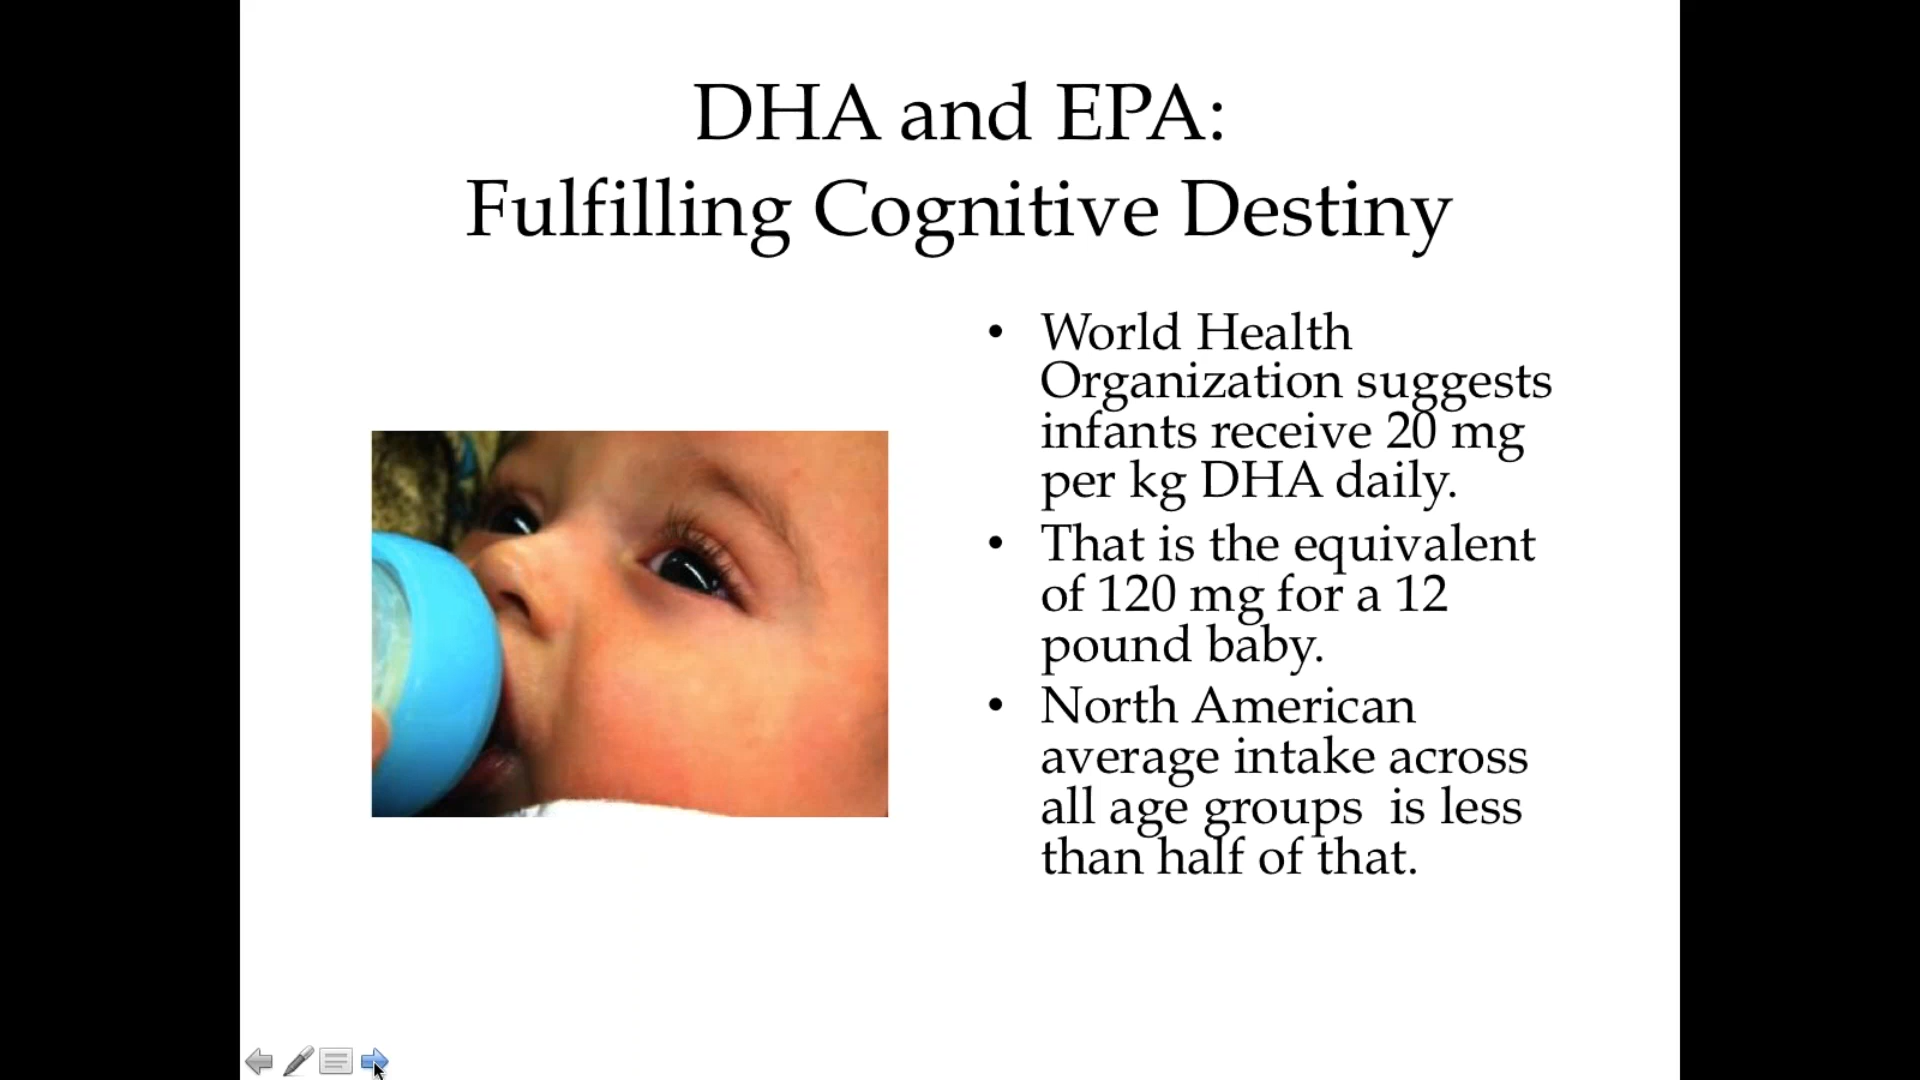 DHA and EPA:
Fulfilling Cognitive Destiny
• World Health
Organization suggests
infants receive 20 mg
per kg DHA daily.
• That is the equivalent
of 120 mg for a 12
pound baby.
• North American
average intake across
all age groups  is less
than half of that.